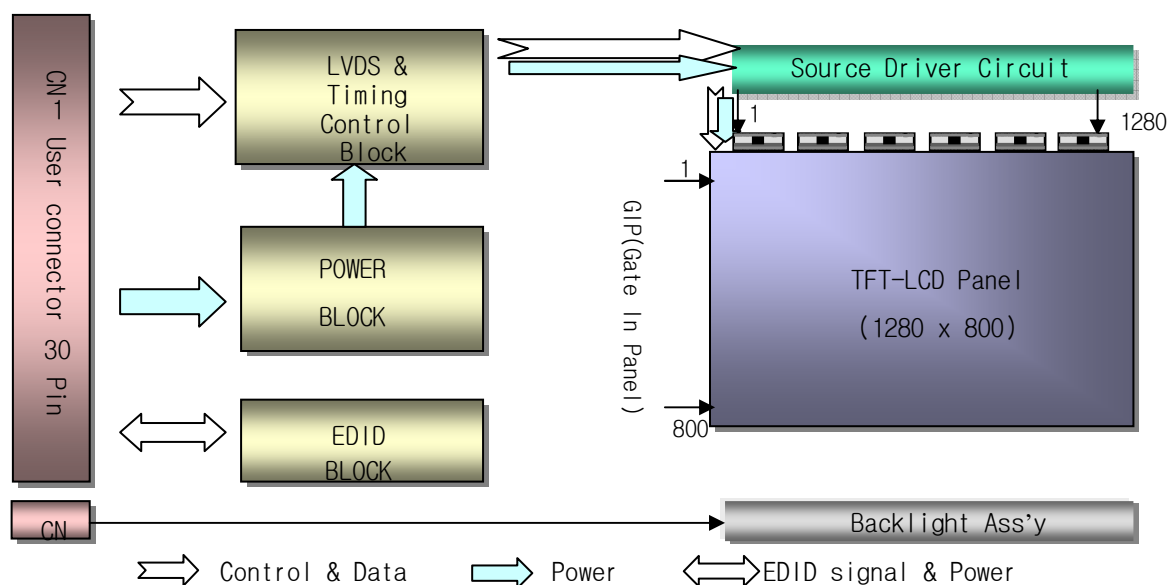 CN-1 User connector 30 Pin
LVDS &
Timing
Control
Block
POWER
BLOCK
EDID
BLOCK
Source Driver Circuit
1
1280
1
GIP(Gate In Panel)
800
TFT-LCD Panel
(1280 x 800)
CN
Backlight Ass'y
Control & Data
Power
EDID signal & Power